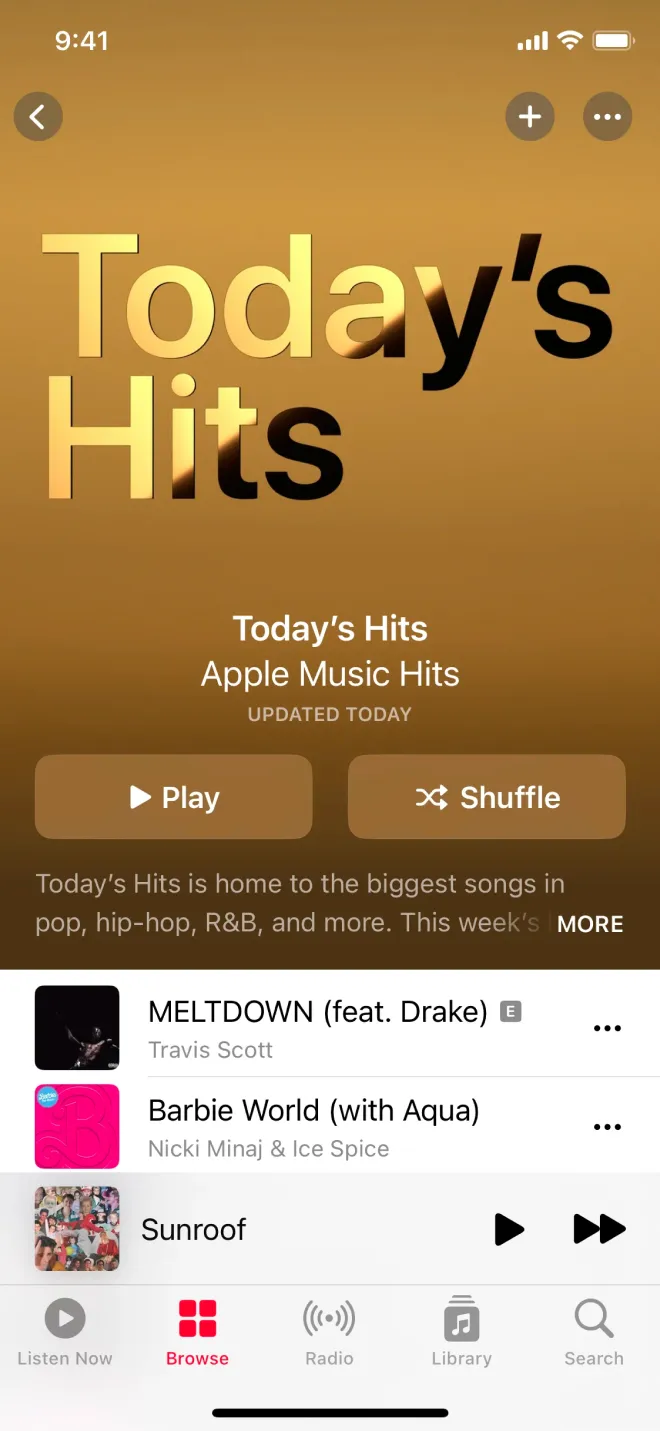 9:41
Today’s
Hits
Today’s Hits
Apple Music Hits
UPDATED TODAY
Play
Shuffle
Today’s Hits is home to the biggest songs in
pop, hip-hop, R&B, and more. This week’s MORE
MELTDOWN (feat. Drake) E
Travis Scott
Barbie World (with Aqua)
Nicki Minaj & Ice Spice
Sunroof
Listen Now
Browse
Radio
Library
Search